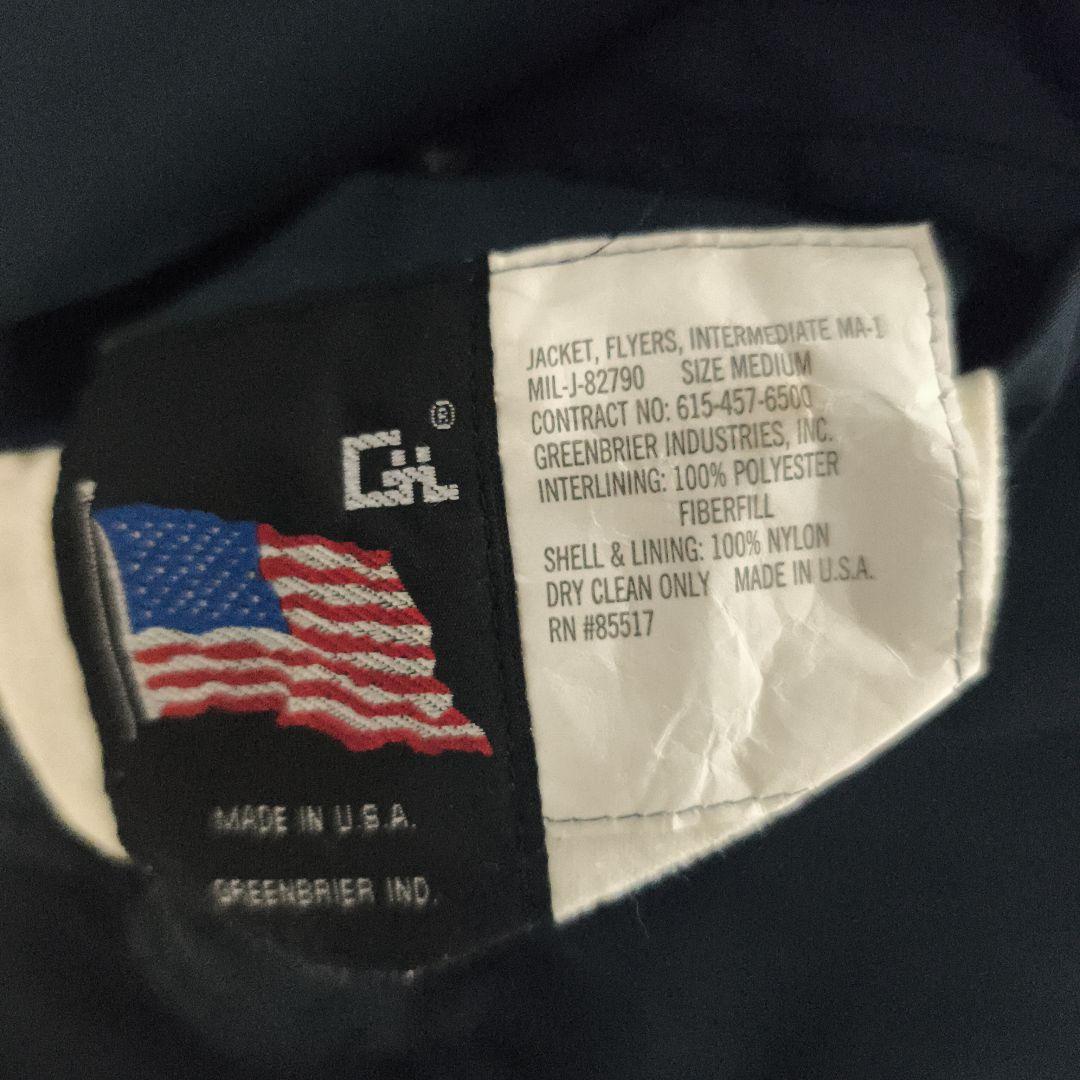 Gii.®
MADE IN U.S.A.
GREENBRIER IND.
JACKET, FLYERS, INTERMEDIATE MA-1
MIL-J-82790 SIZE MEDIUM
CONTRACT NO: 615-457-6500
GREENBRIER INDUSTRIES, INC.
INTERLINING: 100% POLYESTER
FIBERFILL
SHELL & LINING: 100% NYLON
DRY CLEAN ONLY MADE IN U.S.A.
RN #85517